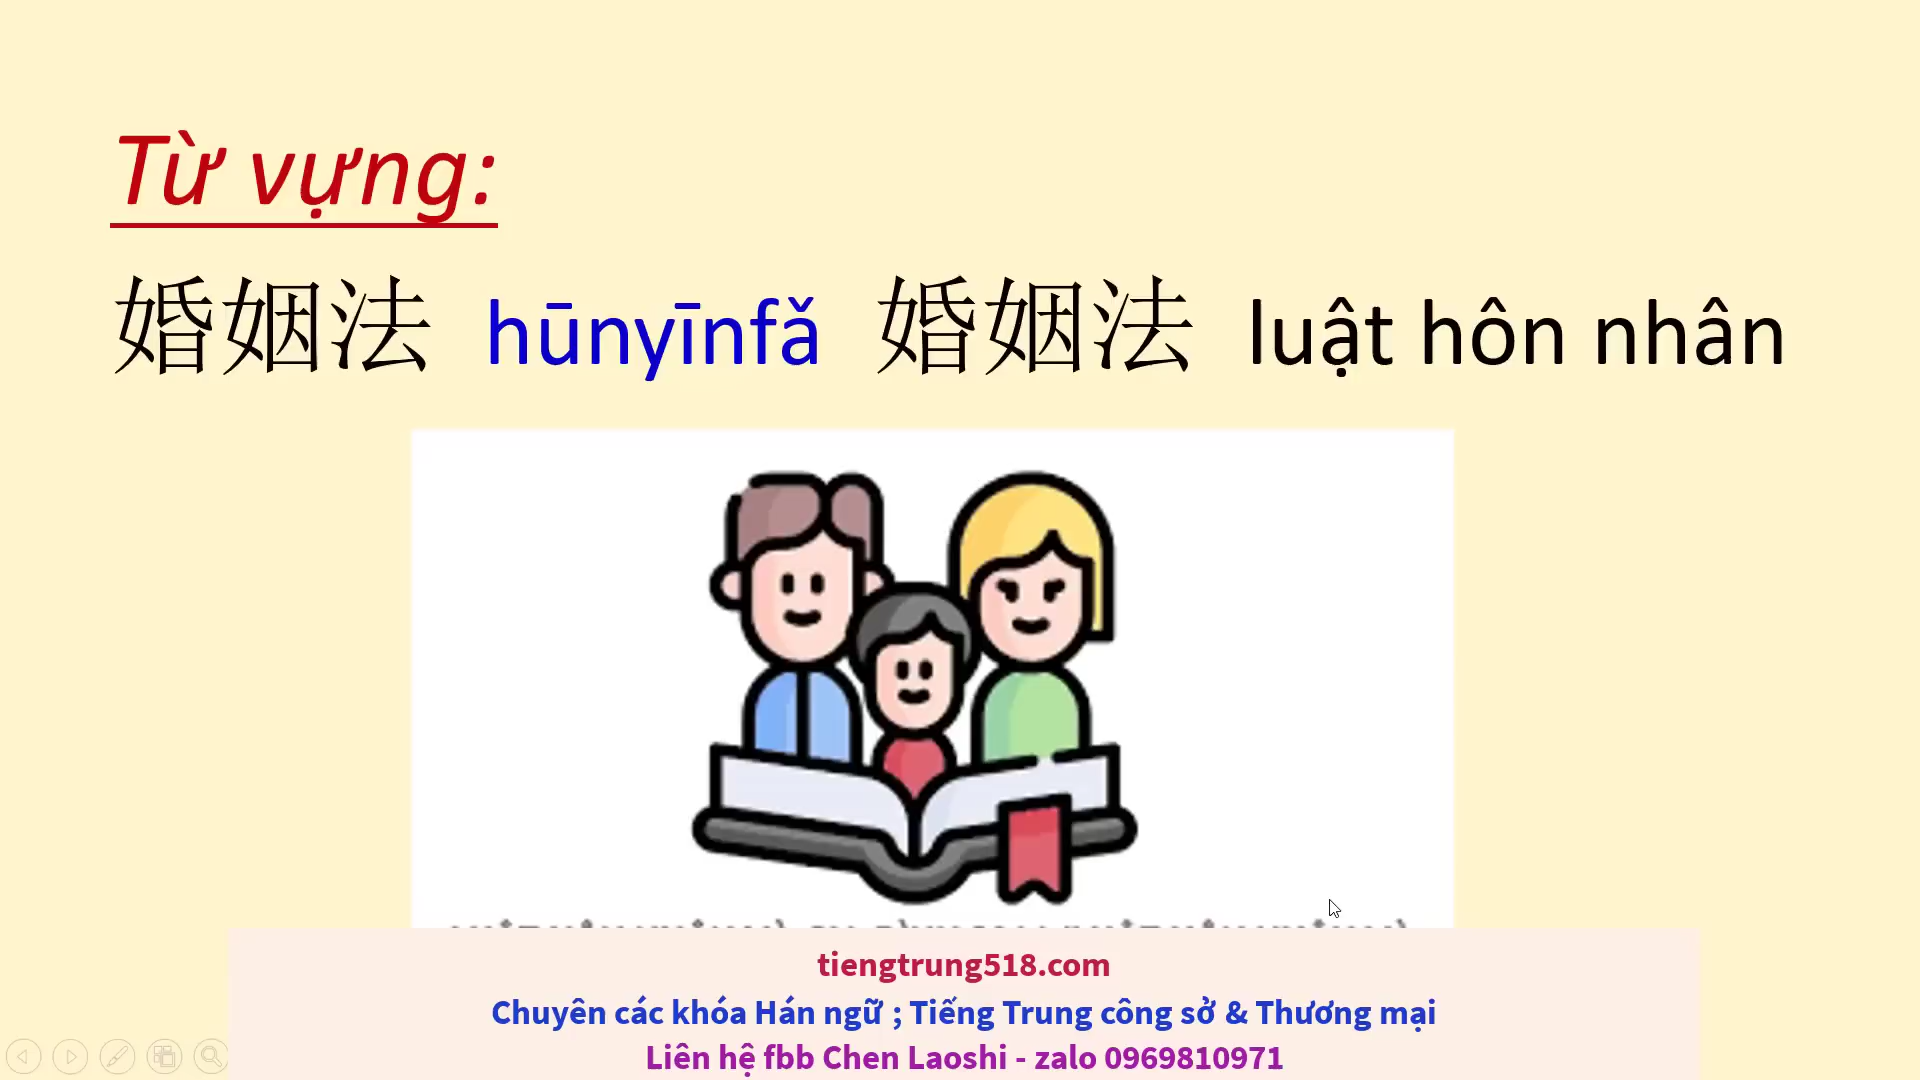 Từ vựng:
婚姻法 hūnyīnfǎ 婚姻法 luật hôn nhân
tiengtrung518.com
Chuyên các khóa Hán ngữ ; Tiếng Trung công sở & Thương mại
Liên hệ fbb Chen Laoshi - zalo 0969810971